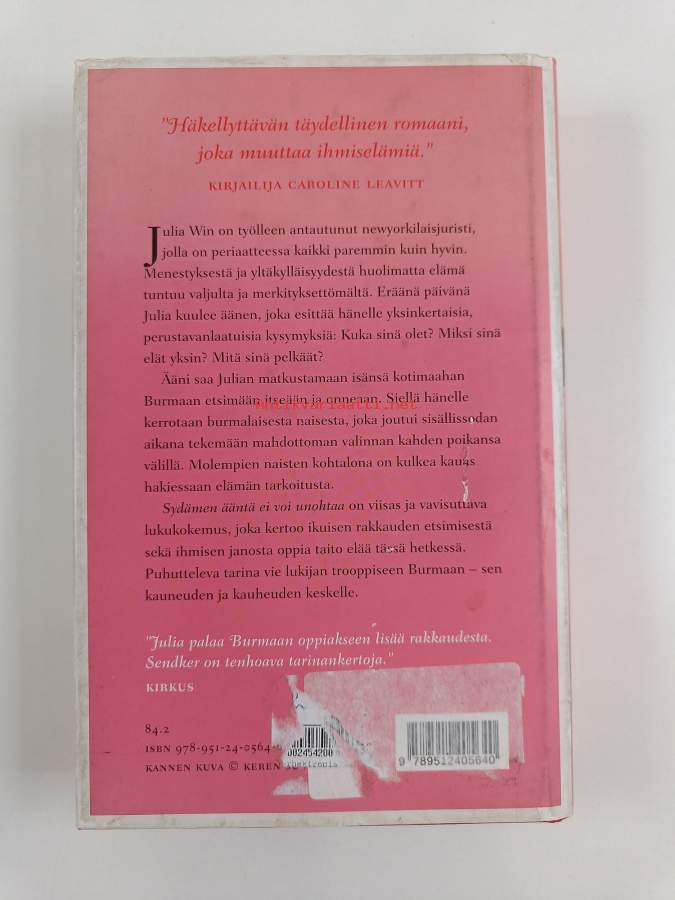 "Häkellyttävän täydellinen romaani,
joka muuttaa ihmiselämiä."
KIRJAILIJA CAROLINE LEAVITT
Julia Win on työlleen antautunut newyorkilaisjuristi,
jolla on periaatteessa kaikki paremmin kuin hyvin.
Menestyksestä ja yltäkylläisyydestä huolimatta elämä
tuntuu valjulta ja merkityksettömältä. Eräänä päivänä
Julia kuulee äänen, joka esittää hänelle yksinkertaisia,
perustavanlaatuisia kysymyksiä: Kuka sinä olet? Miksi sinä
elät yksin? Mitä sinä pelkäät?
Ääni saa Julian matkustamaan isänsä kotimaahan
Burmaan etsimään itseään ja onneaan. Siellä hänelle
antikvariaatti.net
kerrotaan burmalaisesta naisesta, joka joutui sisällissodan
aikana tekemään mahdottoman valinnan kahden poikansa
välillä. Molempien naisten kohtalona on kulkea kauas
hakiessaan elämän tarkoitusta.
Sydämen ääntä ei voi unohtaa on viisas ja vavisuttava
lukukokemus, joka kertoo ikuisen rakkauden etsimisestä
sekä ihmisen janosta oppia taito elää tässä hetkessä.
Puhutteleva tarina vie lukijan trooppiseen Burmaan – sen
kauneuden ja kauheuden keskelle.
"Julia palaa Burmaan oppiakseen lisää rakkaudesta.
Sendker on tenhoava tarinankertoja."
KIRKUS
84.2
ISBN 978-951-24-0564-
KANNEN KUVA © KEREN
002454200
9 789512405640